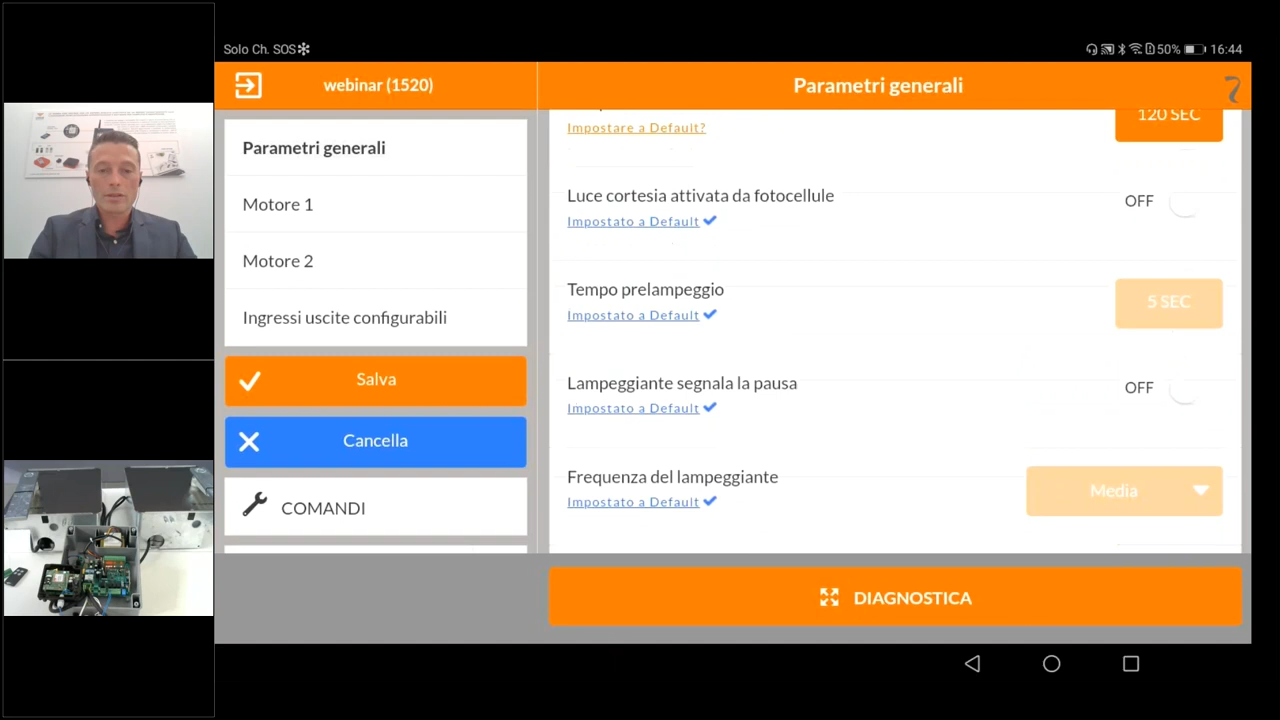 Solo Ch. SOS
50% 16:44
webinar (1520)
Parametri generali
Parametri generali
Motore 1
Motore 2
Ingressi uscite configurabili
Salva
Cancella
COMANDI
Impostare a Default?
120 SEC
Luce cortesia attivata da fotocellule
OFF
Impostato a Default
Tempo prelampeggio
5 SEC
Impostato a Default
Lampeggiante segnala la pausa
OFF
Impostato a Default
Frequenza del lampeggiante
Media
Impostato a Default
DIAGNOSTICA